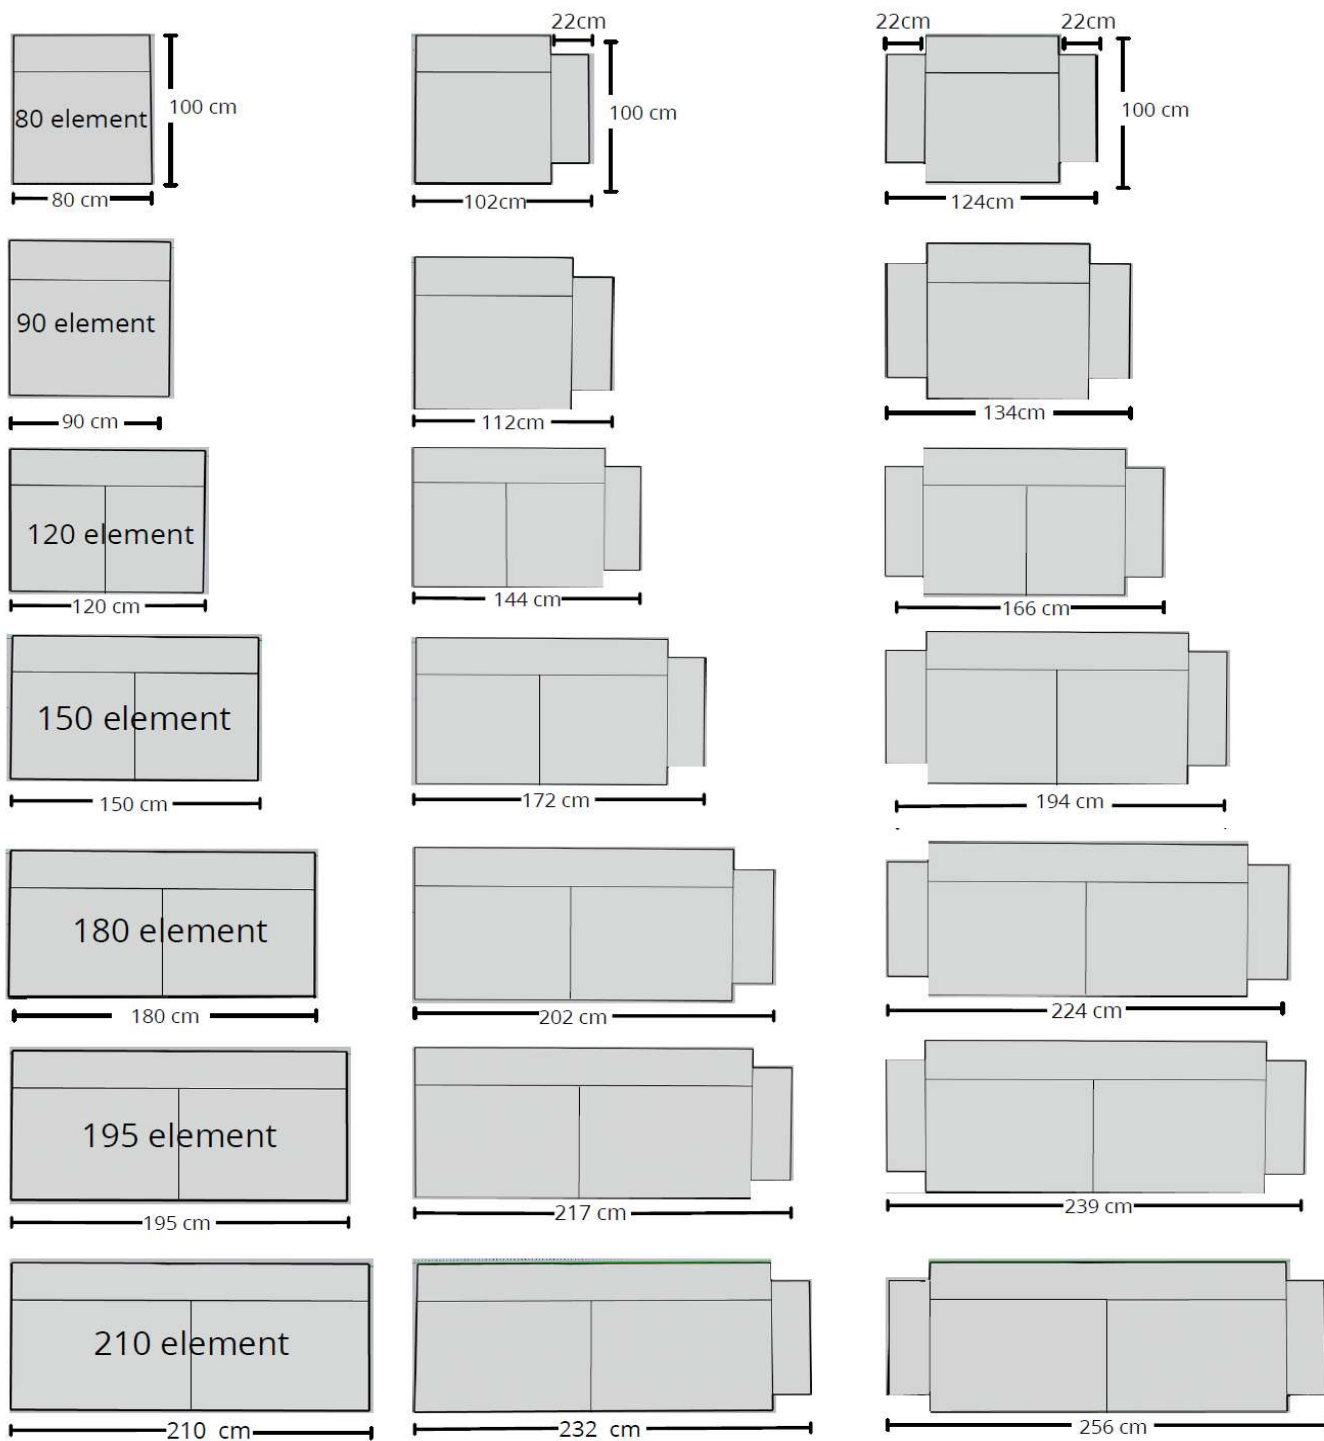 22cm
22cm
22cm
80 element
100 cm
100 cm
100 cm
80 cm
102cm
124cm
90 element
90 cm
112cm
134cm
120 element
120 cm
144 cm
166 cm
150 element
150 cm
172 cm
194 cm
180 element
180 cm
202 cm
224 cm
195 element
195 cm
217 cm
239 cm
210 element
210 cm
232 cm
256 cm